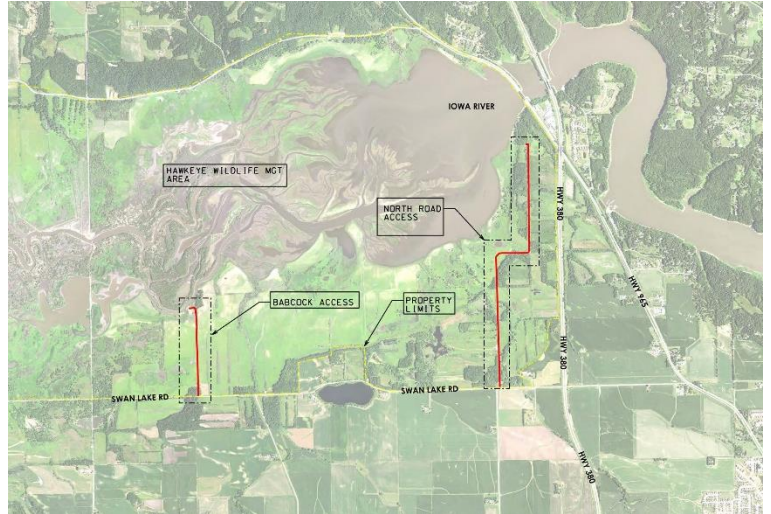 IOWA RIVER
HAWKEYE WILDLIFE MGT
AREA
NORTH ROAD
ACCESS
HWY 380
HWY 965
BABCOCK ACCESS
PROPERTY
LIMITS
HWY 380
SWAN LAKE RD
SWAN LAKE RD
HWY 380